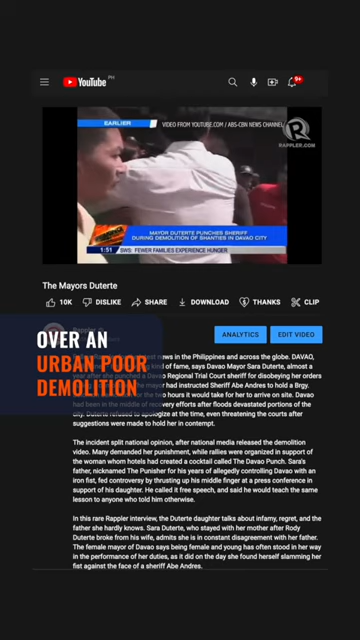 YouTube PH
9+
EARLIER
VIDEO FROM YOUTUBE.COM / ABS-CBN NEWS CHANNEL
RAPPLER.COM
MAYOR DUTERTE PUNCHES SHERIFF
DURING DEMOLITION OF SHANTIES IN DAVAO CITY
1:51 SWS: FEWER FAMILIES EXPERIENCE HUNGER
The Mayors Duterte
10K DISLIKE SHARE DOWNLOAD THANKS CLIP
ANALYTICS EDIT VIDEO
OVER AN
URBAN POOR
DEMOLITION
news in the Philippines and across the globe. DAVAO,
of fame, says Davao Mayor Sara Duterte, almost a
year after she punched a Davao Regional Trial Court sheriff for disobeying her orders
mayor had instructed Sheriff Abe Andres to hold a Brgy.
the two hours it would take for her to arrive on site. Davao
had been in the middle of recovery efforts after floods devastated portions of the
city. Duterte refused to apologize at the time, even threatening the courts after
suggestions were made to hold her in contempt.
The incident split national opinion, after national media released the demolition
video. Many demanded her punishment, while rallies were organized in support of
the woman whom hotels had created a cocktail called the Davao Punch. Sara's
father, nicknamed The Punisher for his years of allegedly controlling Davao with an
iron fist, fed controversy by thrusting up his middle finger at a press conference in
support of his daughter. He called it free speech, and said he would teach the same
lesson to anyone who told him otherwise.
In this rare Rappler interview, the Duterte daughter talks about infamy, regret, and the
father she hardly knows. Sara Duterte, who stayed with her mother after Rody
Duterte broke from his wife, admits she is in constant disagreement with her father.
The female mayor of Davao says being female and young has often stood in her way
in the performance of her duties, as it did on the day she found herself slamming her
fist against the face of a sheriff Abe Andres.